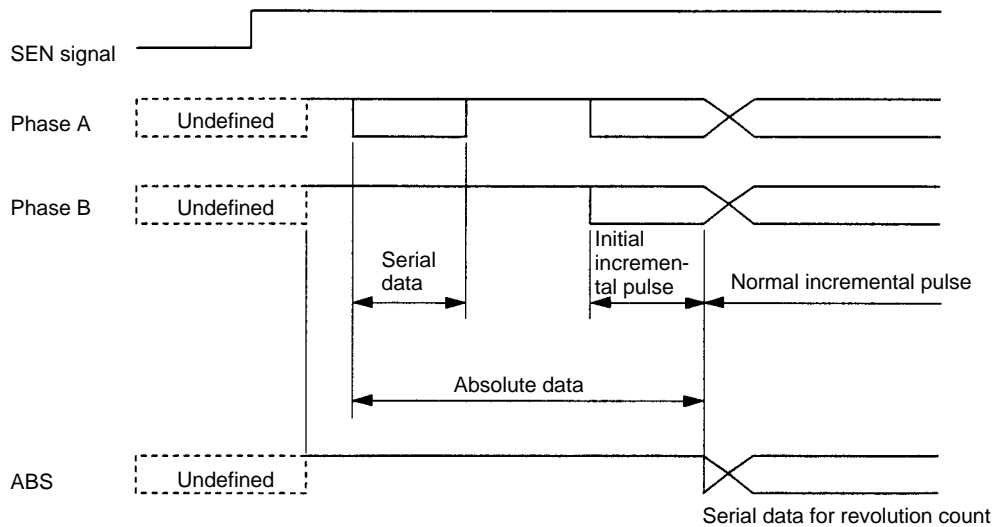 SEN signal
Phase A
Undefined
Phase B
Undefined
Serial
data
Initial
incremen-
tal pulse
Normal incremental pulse
Absolute data
ABS
Undefined
Serial data for revolution count